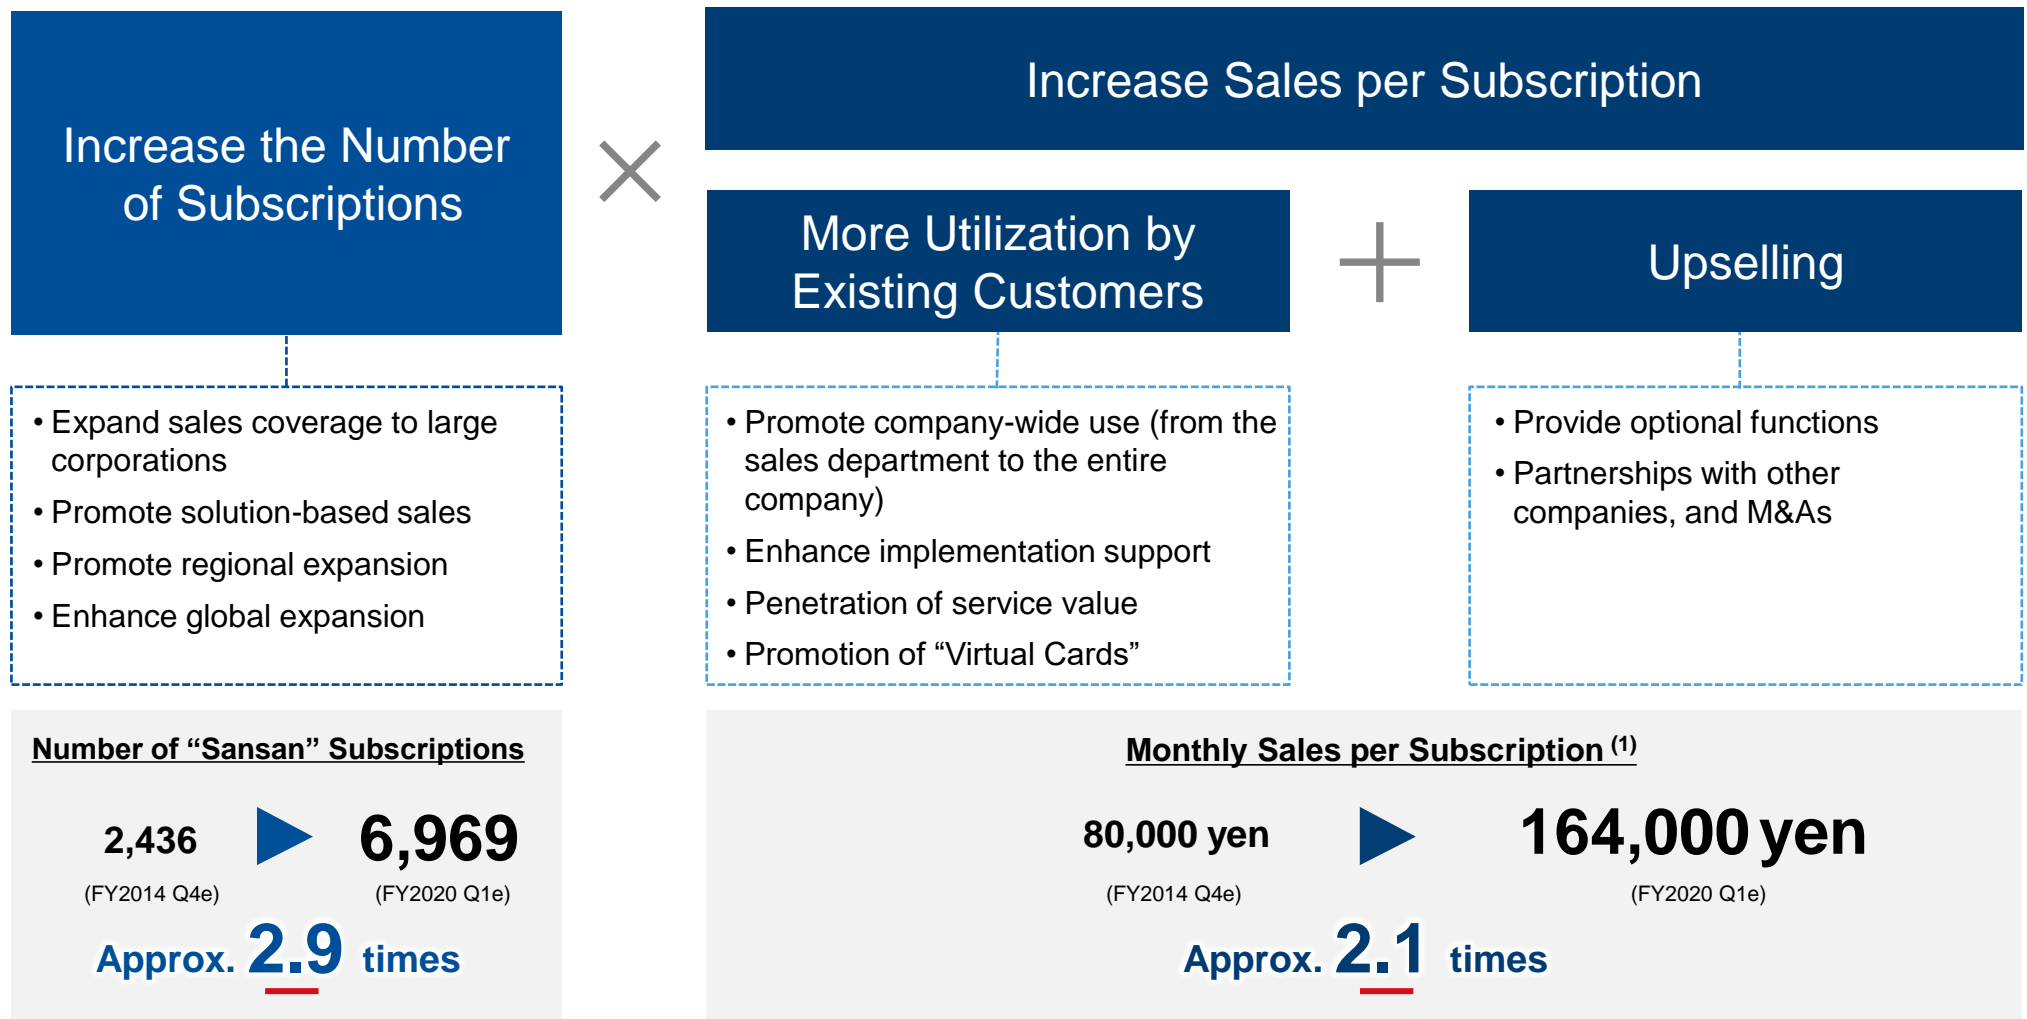 Increase the Number
of Subscriptions
Increase Sales per Subscription
More Utilization by
Existing Customers
Upselling
• Expand sales coverage to large
corporations
• Promote solution-based sales
• Promote regional expansion
• Enhance global expansion
• Promote company-wide use (from the
sales department to the entire
company)
• Enhance implementation support
• Penetration of service value
• Promotion of “Virtual Cards”
• Provide optional functions
• Partnerships with other
companies, and M&As
Number of “Sansan” Subscriptions
2,436
6,969
(FY2014 Q4e)
(FY2020 Q1e)
Approx. 2.9 times
Monthly Sales per Subscription (1)
80,000 yen
164,000 yen
(FY2014 Q4e)
(FY2020 Q1e)
Approx. 2.1 times